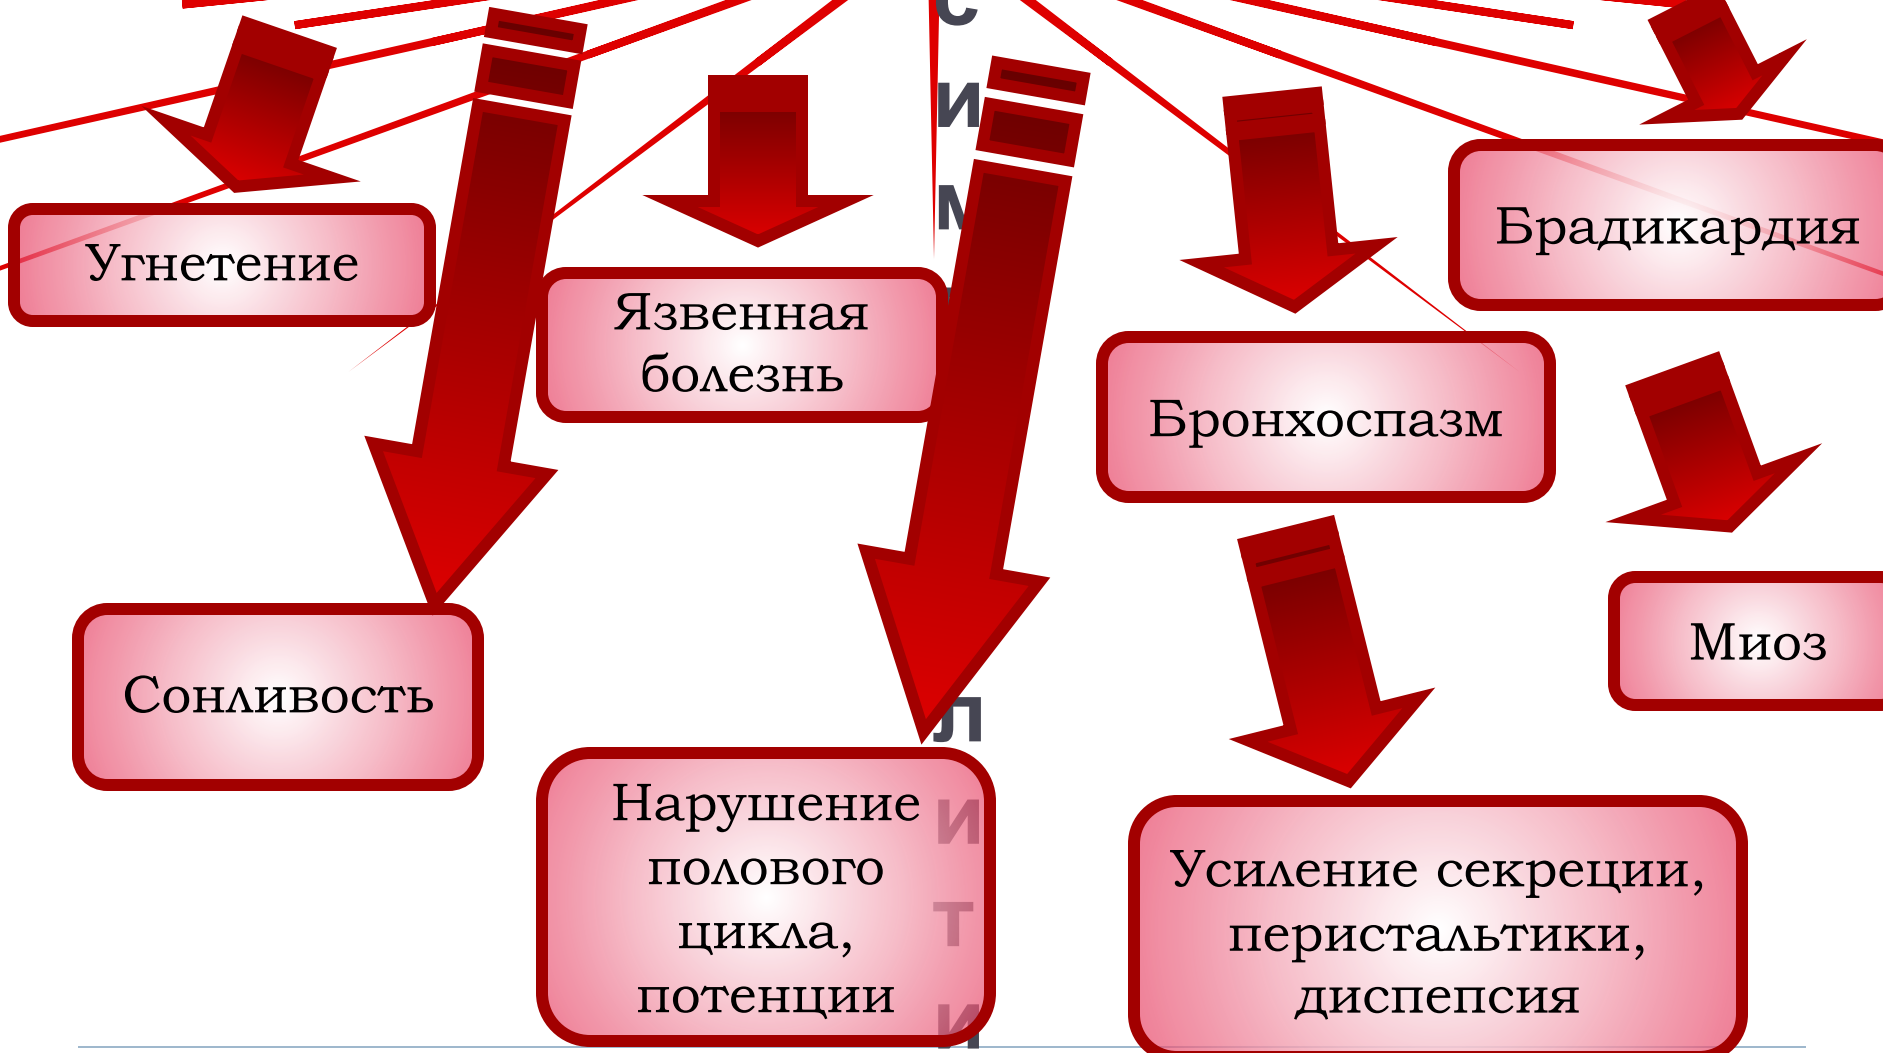 с
и
м
Угнетение
Язвенная
болезнь
Бронхоспазм
Брадикардия
Сонливость
Миоз
л
и
т
и
Нарушение
полового
цикла,
потенции
Усиление секреции,
перистальтики,
диспепсия